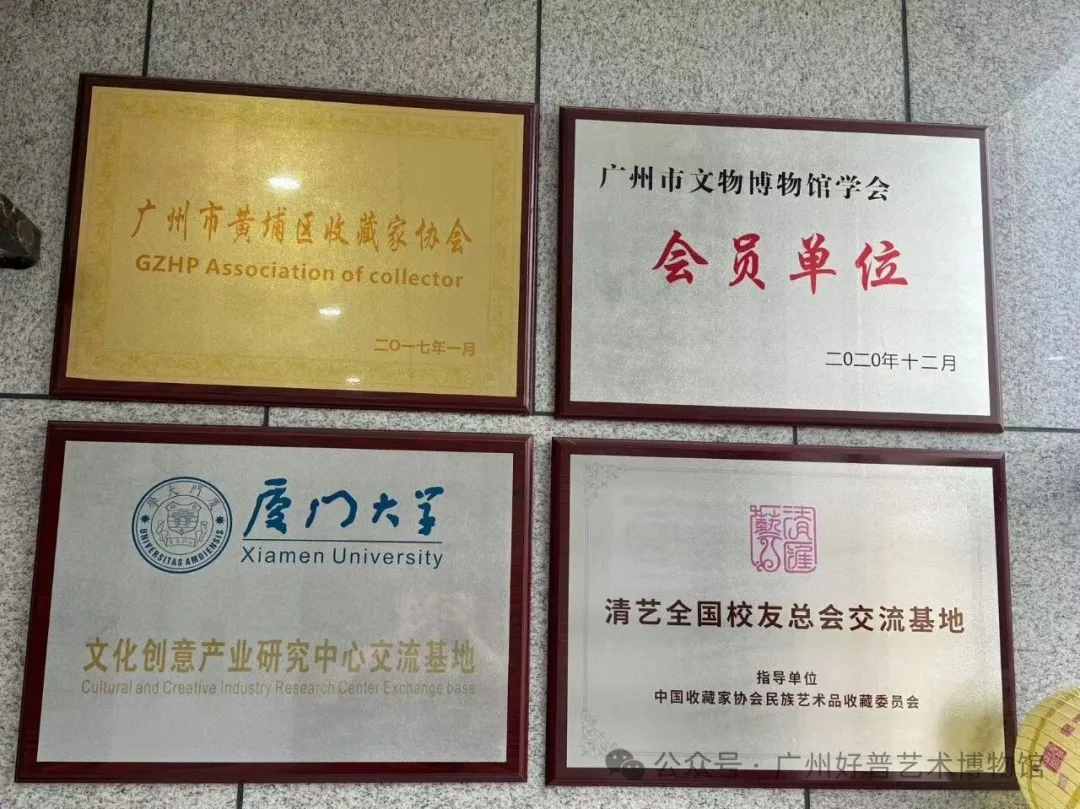 广州市黄埔区收藏家协会
GZHP Association of collector
二〇一七年一月
广州市文物博物馆学会
会员单位
二〇二〇年十二月
廈門大學
UNIVERSITAS AMOIENSIS
厦门大学
Xiamen University
文化创意产业研究中心交流基地
Cultural and Creative Industry Research Center Exchange base
清艺全国校友总会交流基地
指导单位
中国收藏家协会民族艺术品收藏委员会
公众号·广州好普艺术博物馆